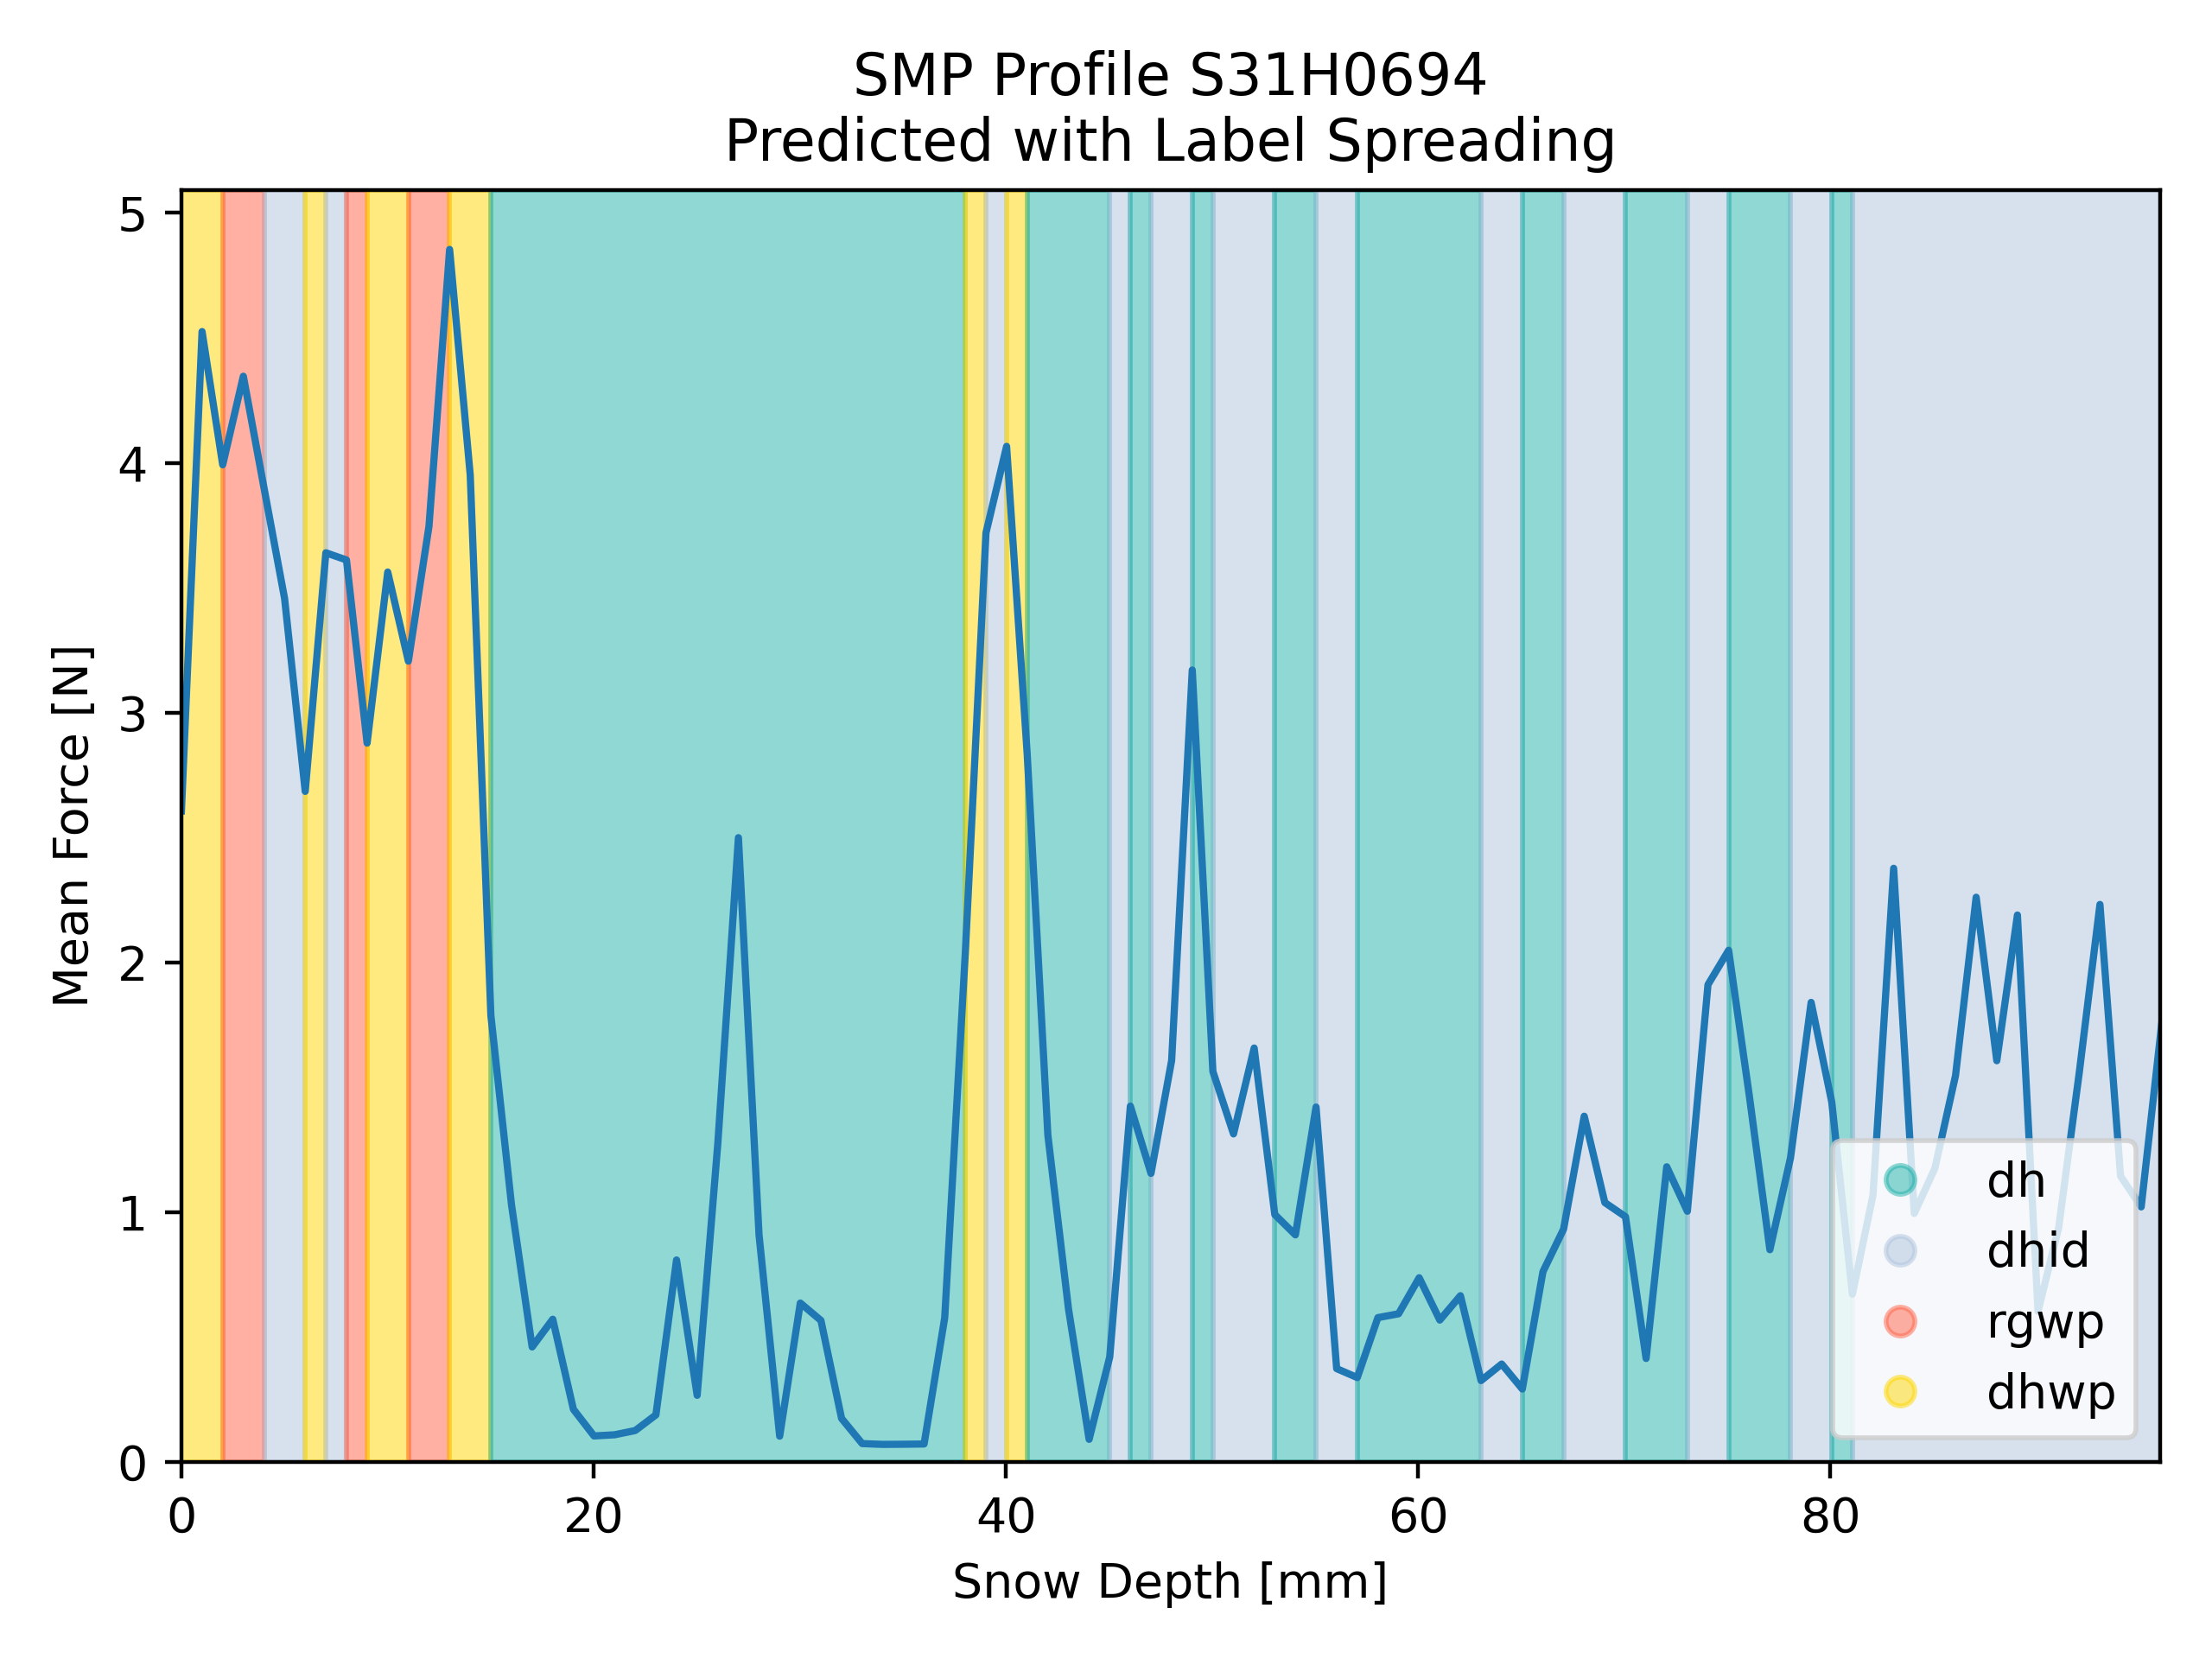 SMP Profile S31H0694
Predicted with Label Spreading
Mean Force [N]
5
4
3
2
1
0
dh
dhid
rgwp
dhwp
0 20 40 60 80
Snow Depth [mm]